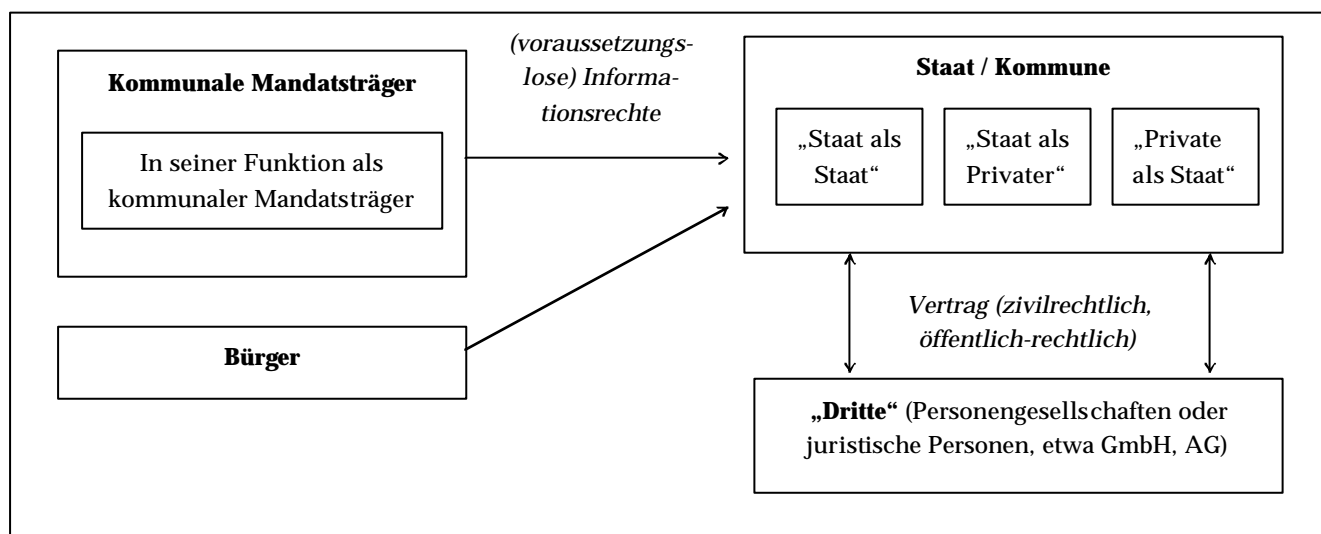 Kommunale Mandatsträger
In seiner Funktion als
kommunaler Mandatsträger
(voraussetzungs-
lose) Informa-
tionsrechte
Staat / Kommune
„Staat als
Staat“
„Staat als
Privater“
„Private
als Staat“
Bürger
Vertrag (zivilrechtlich,
öffentlich-rechtlich)
„Dritte“ (Personengesellschaften oder
juristische Personen, etwa GmbH, AG)